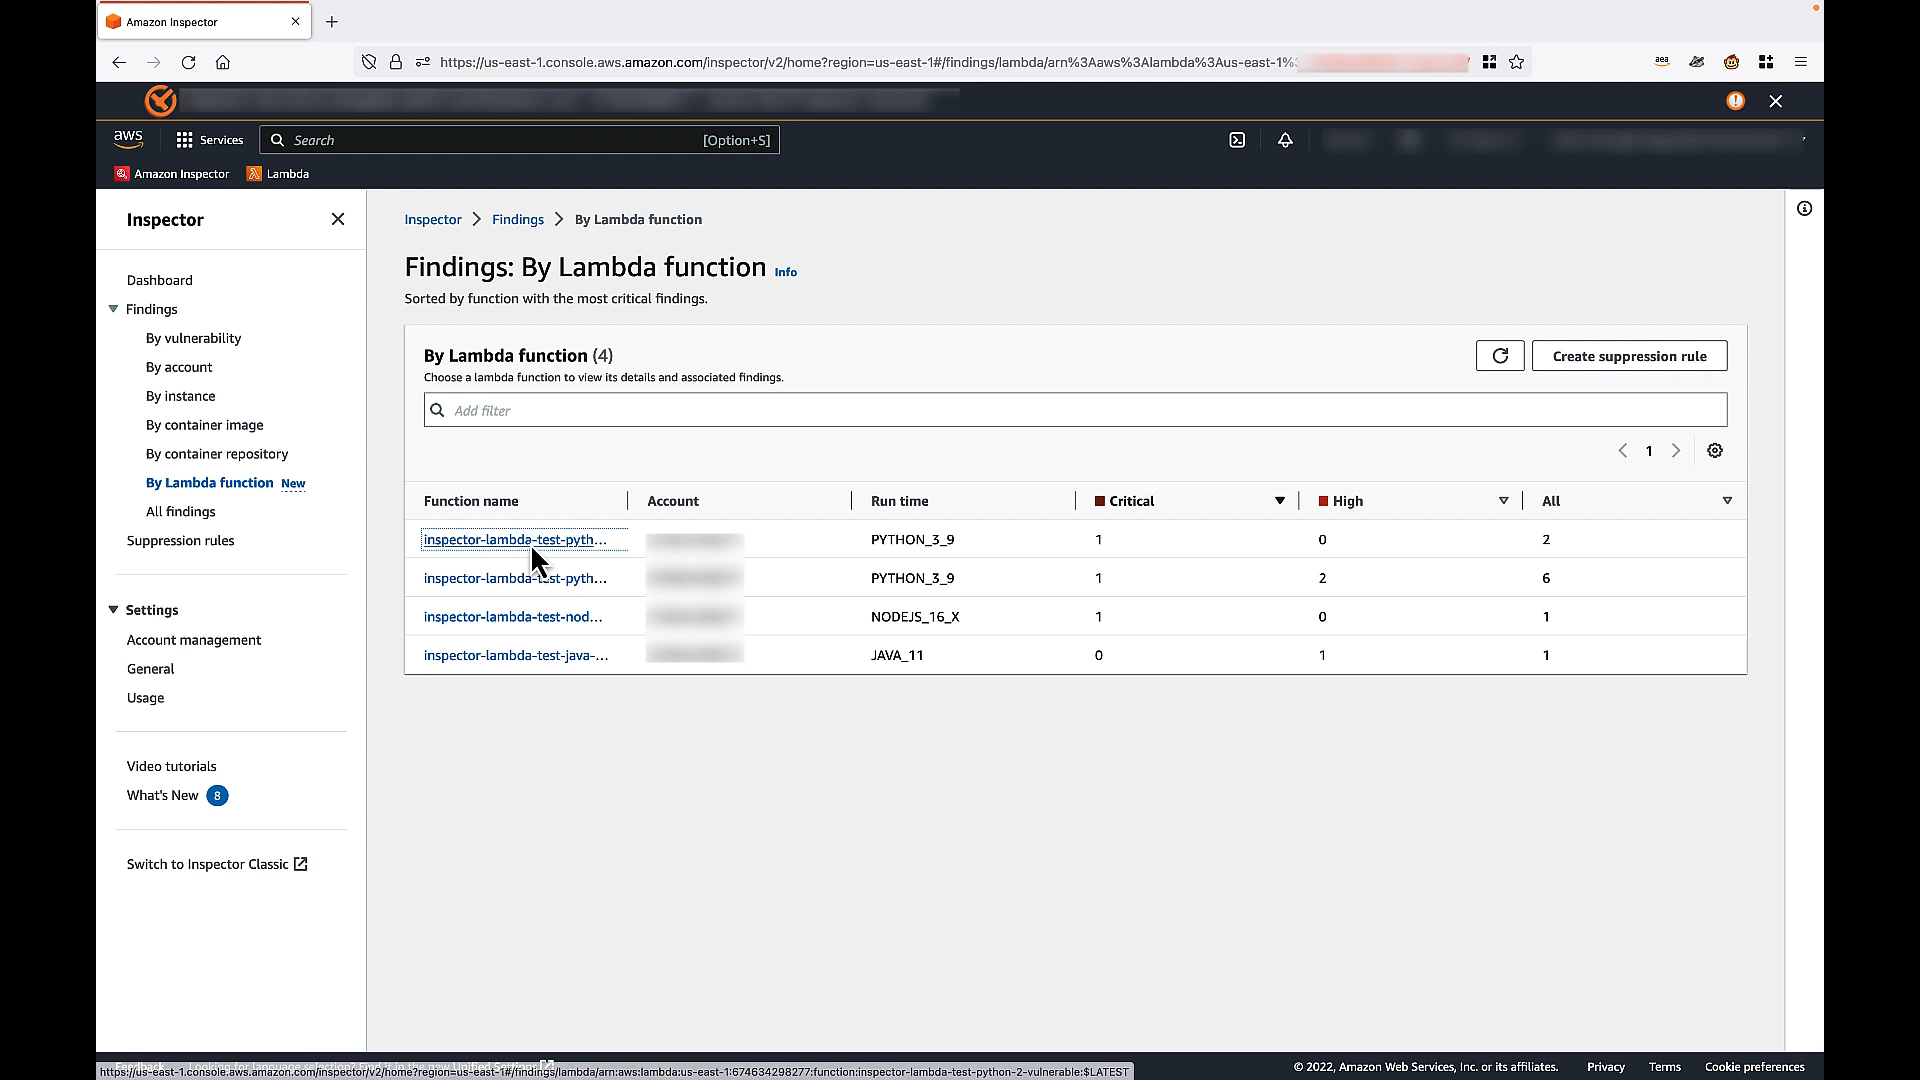 Amazon Inspector
https://us-east-1.console.aws.amazon.com/inspector/v2/home?region=us-east-1#/findings/lambda/arn%3Aaws%3Alambda%3Aus-east-1%3
aws
Services
Search
[Option+S]
Amazon Inspector
Lambda
Inspector
Dashboard
Findings
By vulnerability
By account
By instance
By container image
By container repository
By Lambda function New
All findings
Suppression rules
Settings
Account management
General
Usage
Video tutorials
What's New 8
Switch to Inspector Classic
Inspector > Findings > By Lambda function
Findings: By Lambda function Info
Sorted by function with the most critical findings.
By Lambda function (4)
Choose a lambda function to view its details and associated findings.
Create suppression rule
Add filter
1
Function name Account Run time Critical High All
inspector-lambda-test-pyth... PYTHON_3_9 1 0 2
inspector-lambda-test-pyth... PYTHON_3_9 1 2 6
inspector-lambda-test-nod... NODEJS_16_X 1 0 1
inspector-lambda-test-java-... JAVA_11 0 1 1
© 2022, Amazon Web Services, Inc. or its affiliates. Privacy Terms Cookie preferences
https://us-east-1.console.aws.amazon.com/inspector/v2/home?region=us-east-1#/findings/lambda/arn:aws:lambda:us-east-1:674634298277:function:inspector-lambda-test-python-2-vulnerable:$LATEST